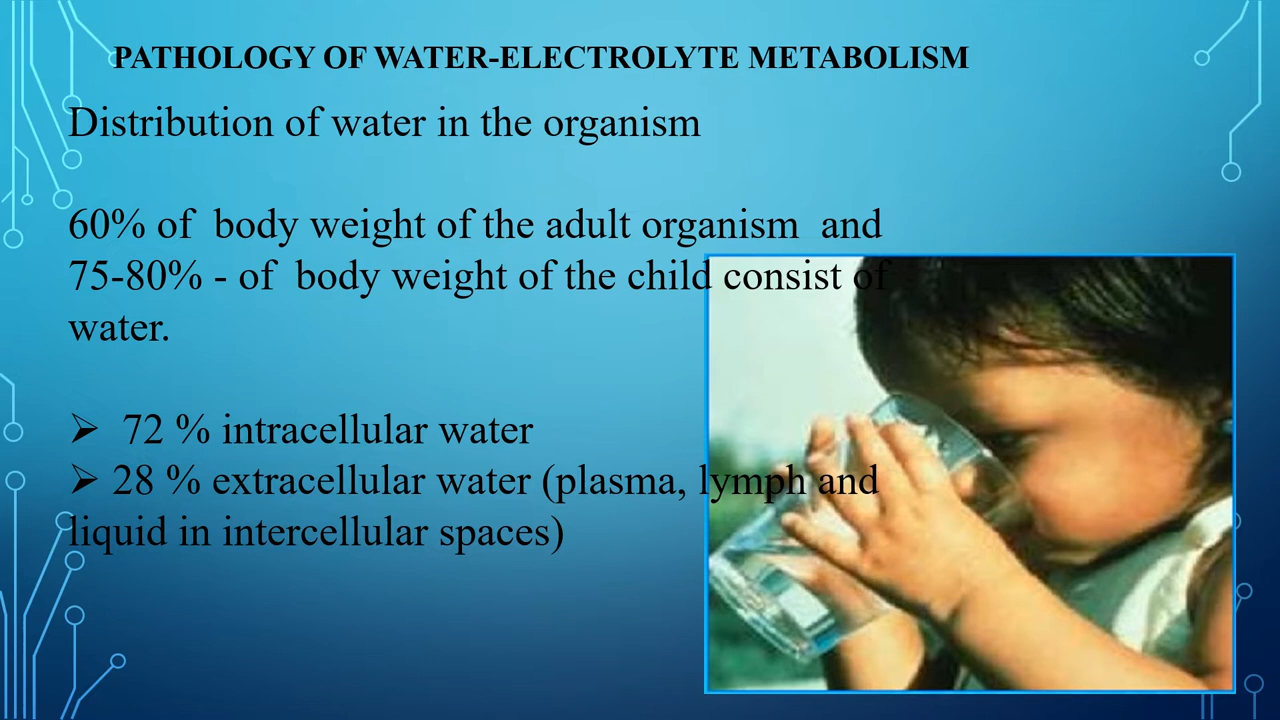 PATHOLOGY OF WATER-ELECTROLYTE METABOLISM
Distribution of water in the organism
60% of  body weight of the adult organism  and
75-80% - of  body weight of the child consist of
water.
➢ 72 % intracellular water
➢ 28 % extracellular water (plasma, lymph and
liquid in intercellular spaces)